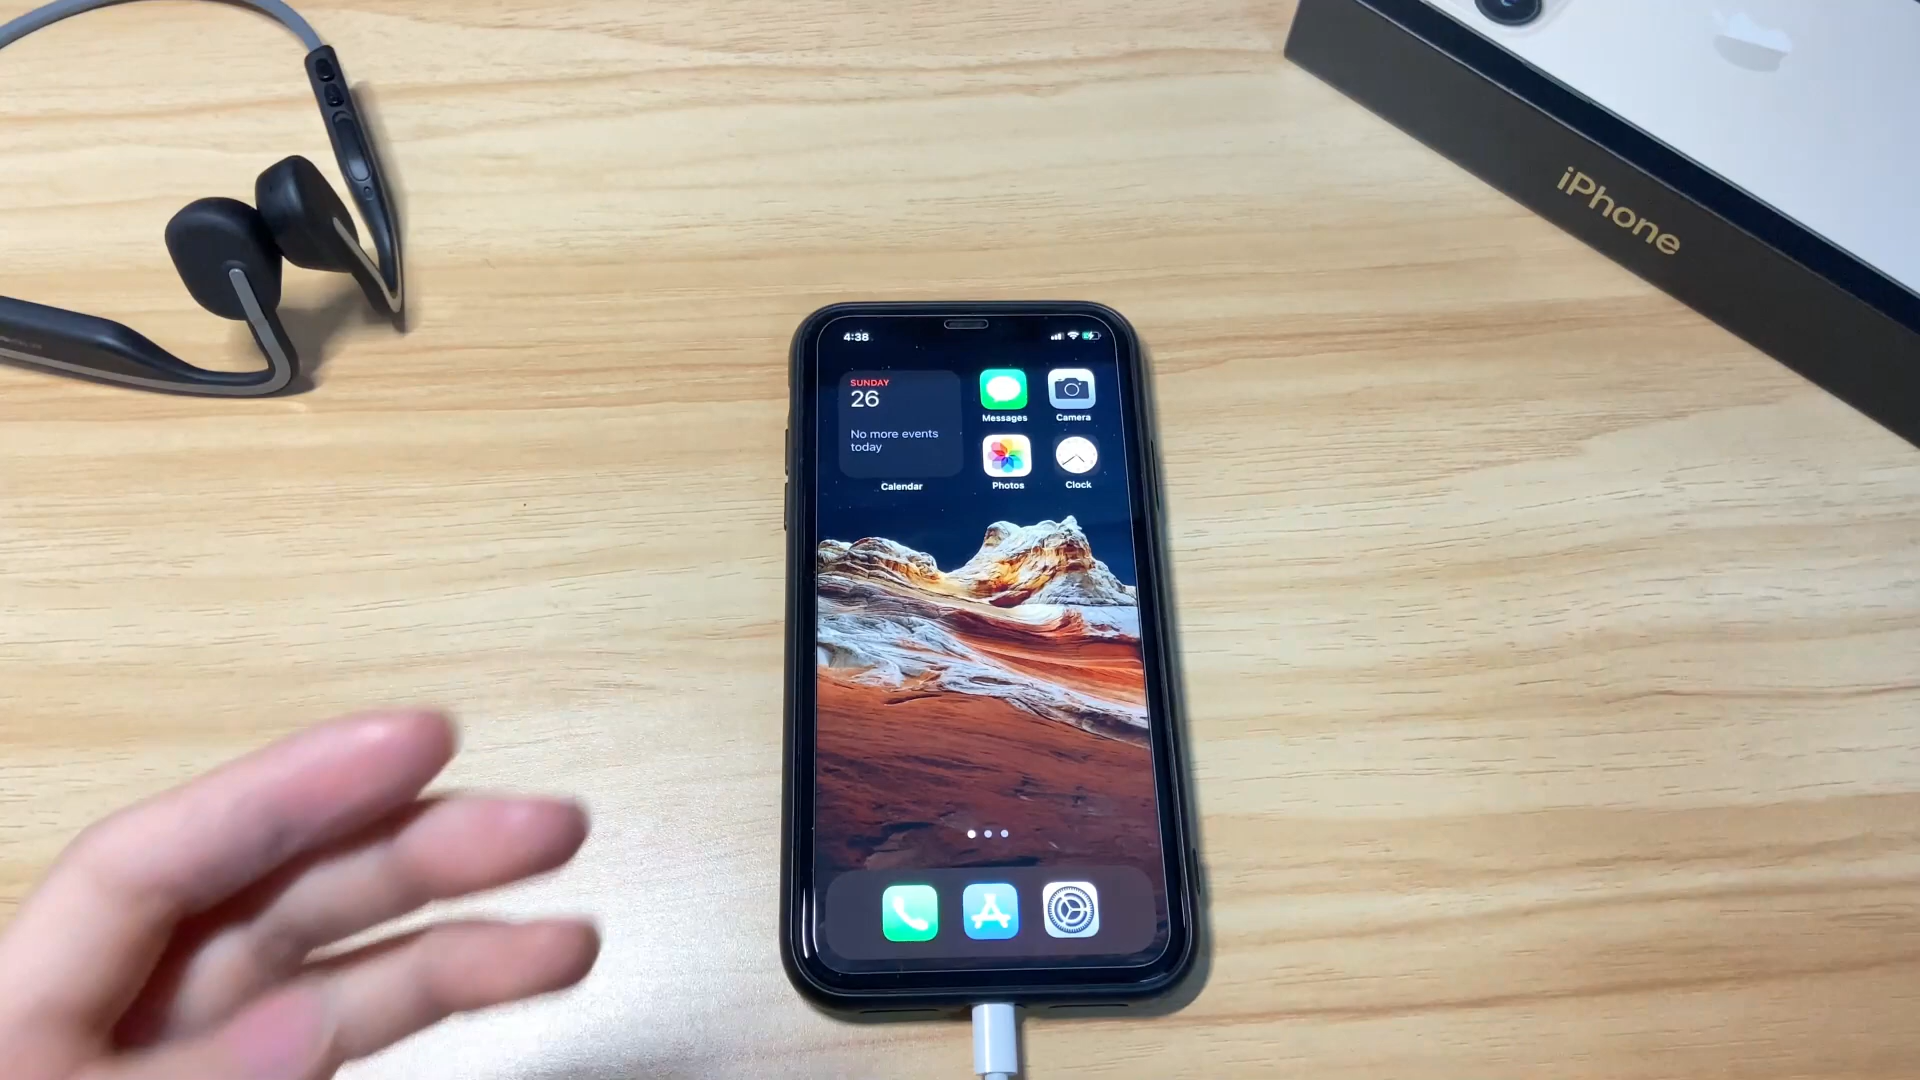 iPhone
4:38
SUNDAY
26
No more events
today
Calendar
Messages
Camera
Photos
Clock